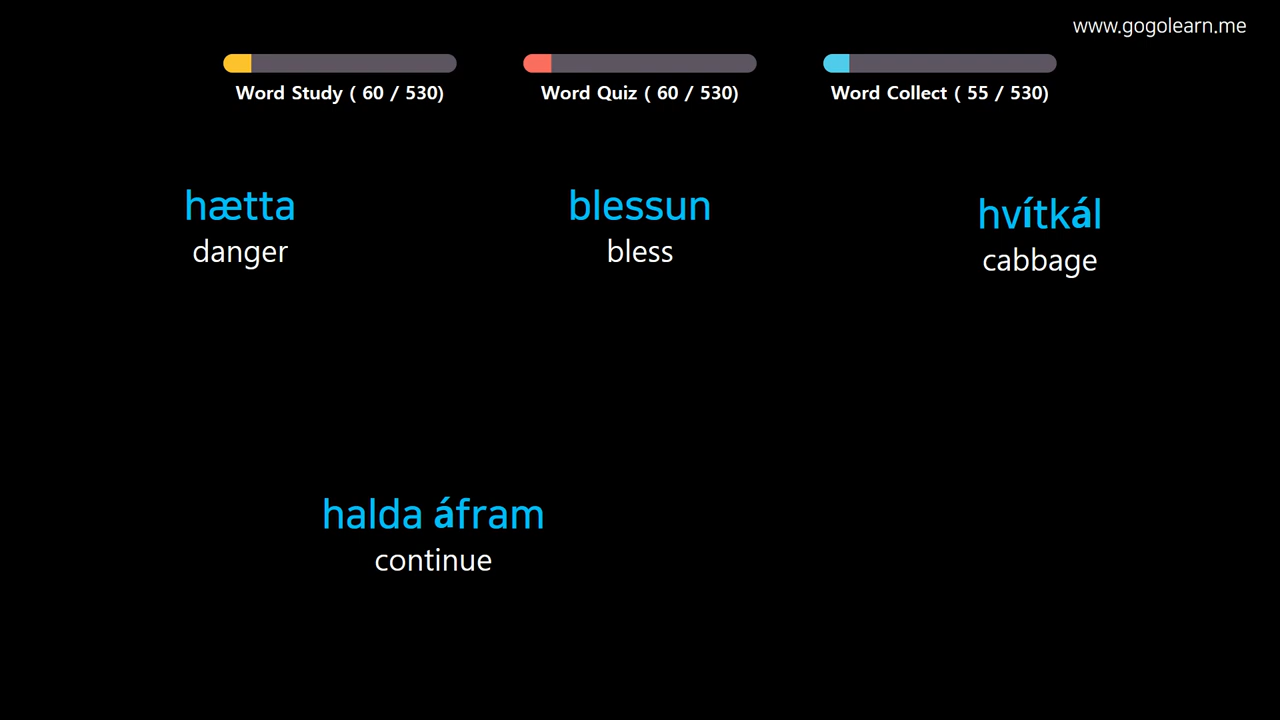 www.gogolearn.me
Word Study ( 60 / 530)
Word Quiz ( 60 / 530)
Word Collect ( 55 / 530)
hætta
danger
blessun
bless
hvítkál
cabbage
halda áfram
continue